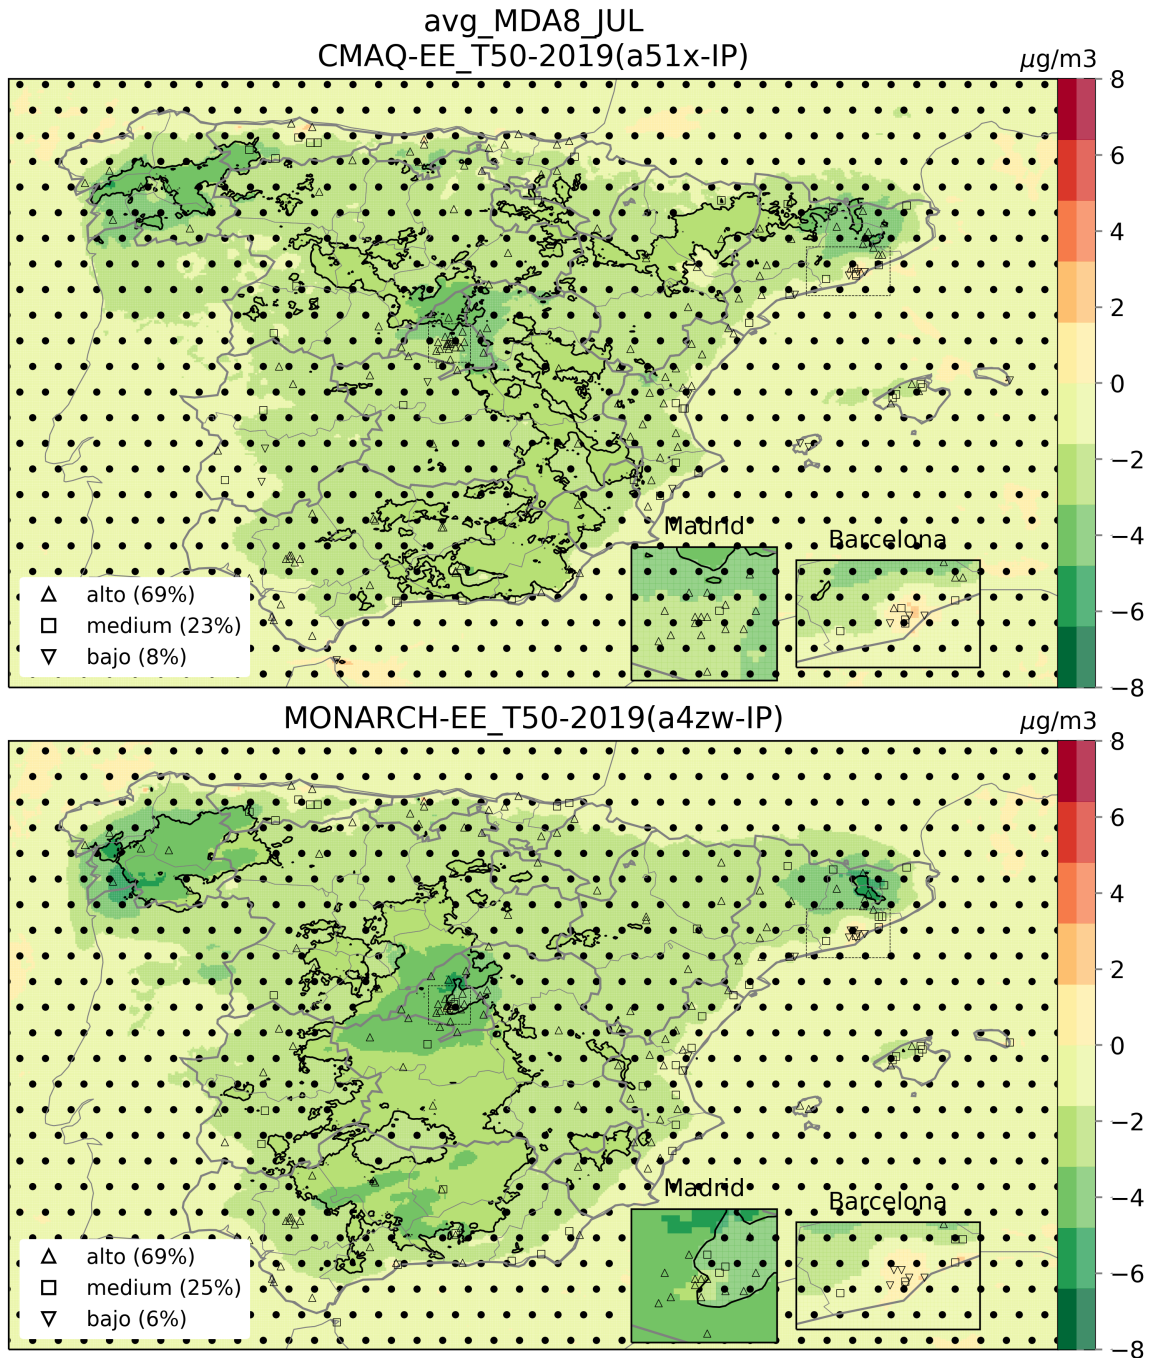 avg_MDA8_JUL
CMAQ-EE_T50-2019(a51x-IP)
μg/m3
8
6
4
2
0
−2
−4
−6
−8
Madrid
Barcelona
alto (69%)
medium (23%)
bajo (8%)
MONARCH-EE_T50-2019(a4zw-IP)
μg/m3
8
6
4
2
0
−2
−4
−6
−8
Madrid
Barcelona
alto (69%)
medium (25%)
bajo (6%)